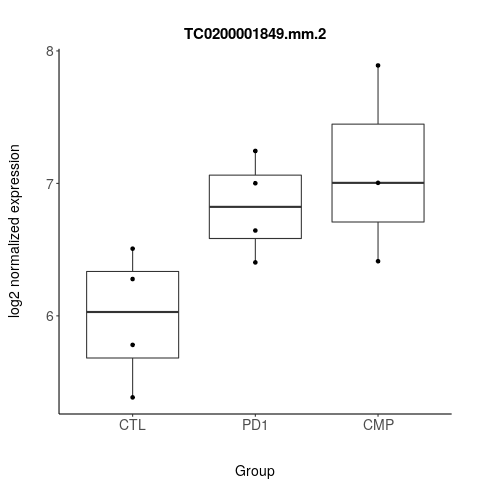 TC0200001849.mm.2
log2 normalized expression
8
7
6
CTL PD1 CMP
Group